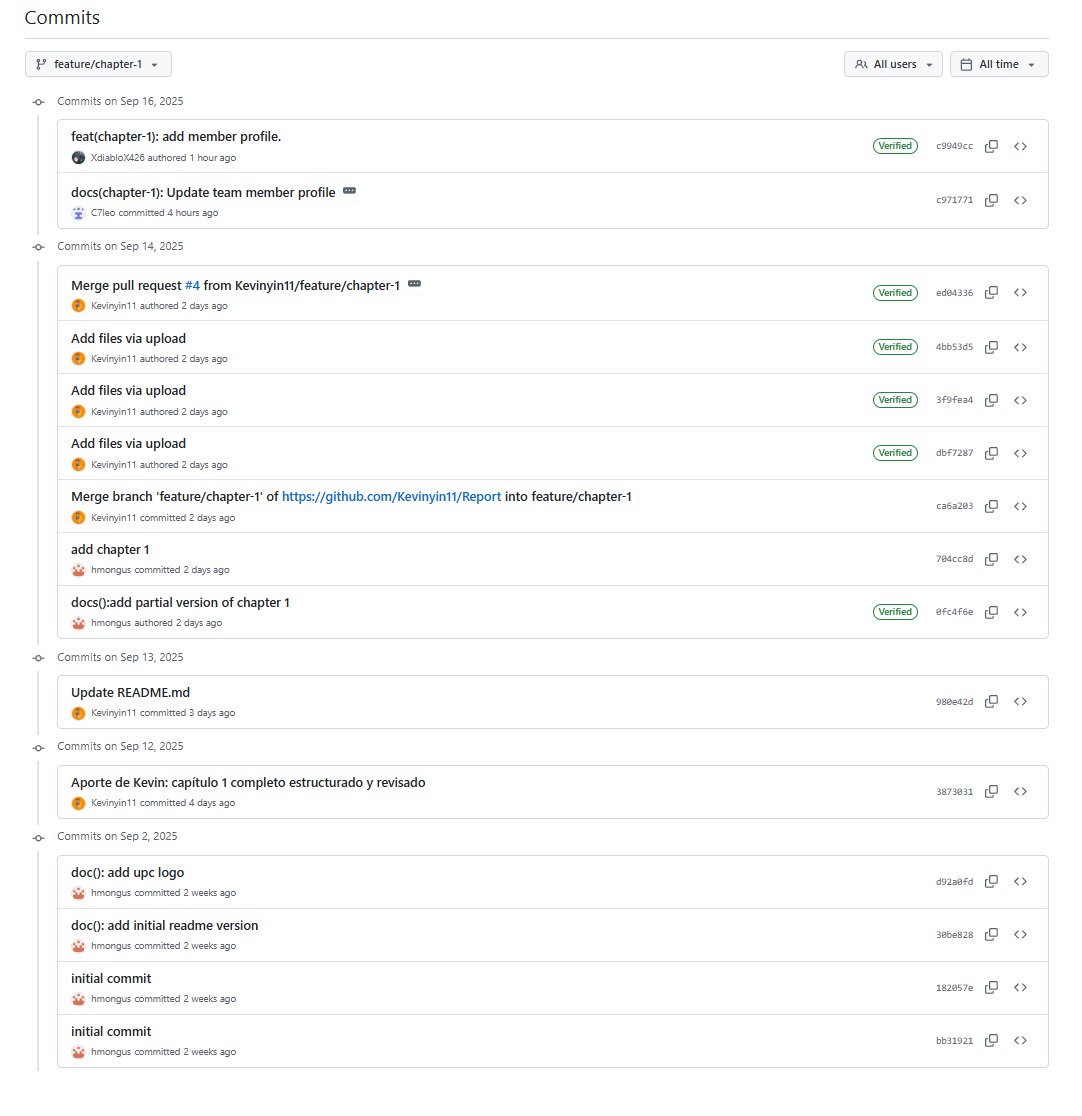 Commits
feature/chapter-1
All users
All time
Commits on Sep 16, 2025
feat(chapter-1): add member profile.
XdiabloX426 authored 1 hour ago
Verified
c9949cc
docs(chapter-1): Update team member profile
C7leo committed 4 hours ago
c971771
Commits on Sep 14, 2025
Merge pull request #4 from Kevinyin11/feature/chapter-1
Kevinyin11 authored 2 days ago
Verified
ed04336
Add files via upload
Kevinyin11 authored 2 days ago
Verified
4bb53d5
Add files via upload
Kevinyin11 authored 2 days ago
Verified
3f9fea4
Add files via upload
Kevinyin11 authored 2 days ago
Verified
dbf7287
Merge branch 'feature/chapter-1' of https://github.com/Kevinyin11/Report into feature/chapter-1
Kevinyin11 committed 2 days ago
ca6a203
add chapter 1
hmongus committed 2 days ago
704cc8d
docs():add partial version of chapter 1
hmongus authored 2 days ago
Verified
0fc4f6e
Commits on Sep 13, 2025
Update README.md
Kevinyin11 committed 3 days ago
980e42d
Commits on Sep 12, 2025
Aporte de Kevin: capítulo 1 completo estructurado y revisado
Kevinyin11 committed 4 days ago
3873031
Commits on Sep 2, 2025
doc(): add upc logo
hmongus committed 2 weeks ago
d92a0fd
doc(): add initial readme version
hmongus committed 2 weeks ago
30be828
initial commit
hmongus committed 2 weeks ago
182057e
initial commit
hmongus committed 2 weeks ago
bb31921